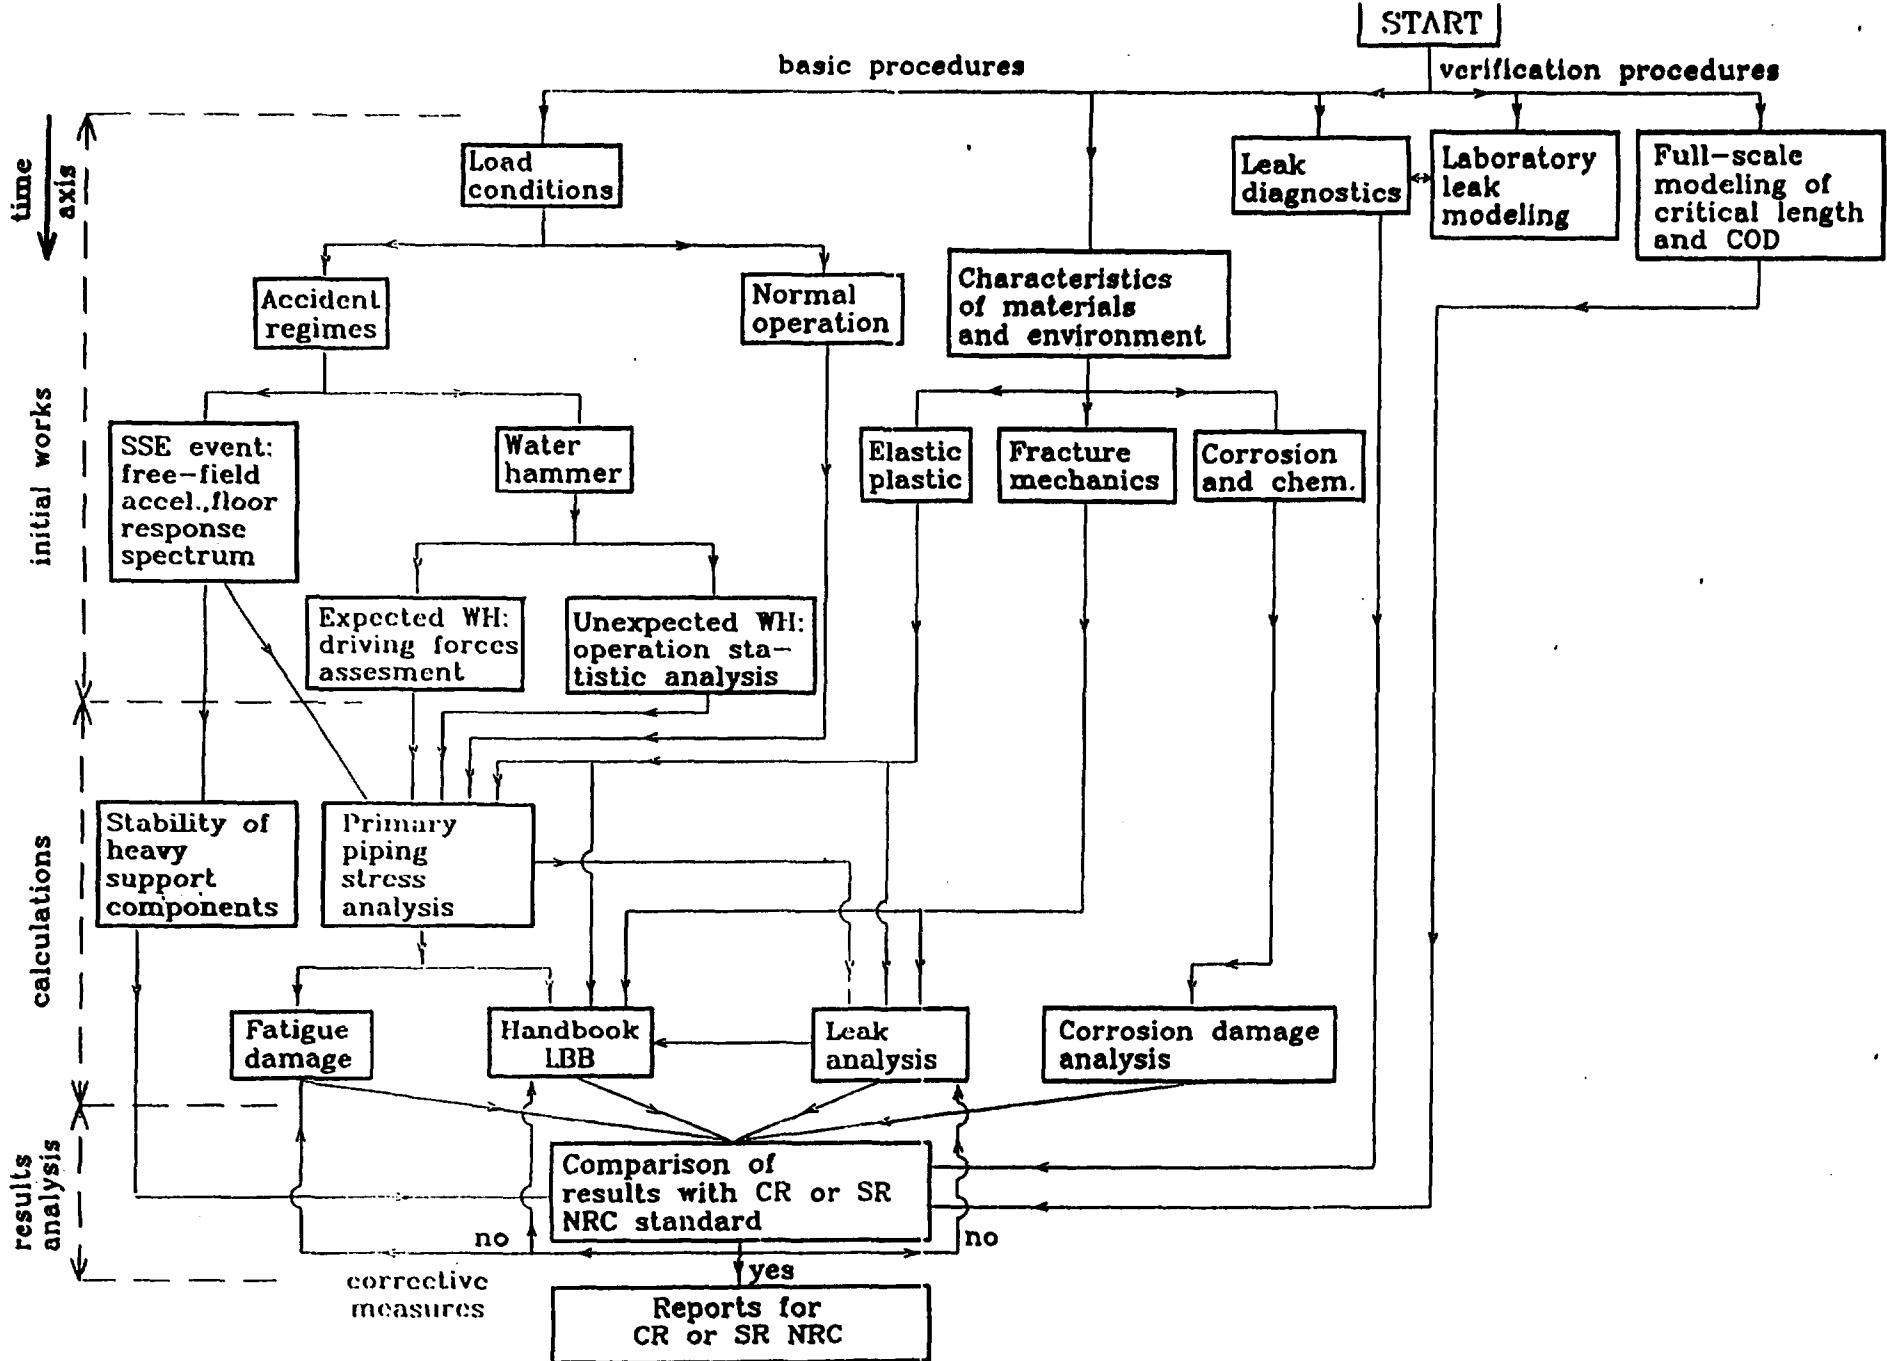 START
basic procedures
verification procedures
time
axis
Load
conditions
Leak
diagnostics
Laboratory
leak
modeling
Full-scale
modeling of
critical length
and COD
Accident
regimes
Normal
operation
Characteristics
of materials
and environment
initial works
SSE event:
free-field
accel.,floor
response
spectrum
Water
hammer
Elastic
plastic
Fracture
mechanics
Corrosion
and chem.
Expected WH:
driving forces
assesment
Unexpected WH:
operation sta-
tistic analysis
calculations
Stability of
heavy
support
components
Primary
piping
stress
analysis
Fatigue
damage
Handbook
LBB
Leak
analysis
Corrosion damage
analysis
results
analysis
Comparison of
results with CR or SR
NRC standard
no
no
yes
corrective
measures
Reports for
CR or SR NRC